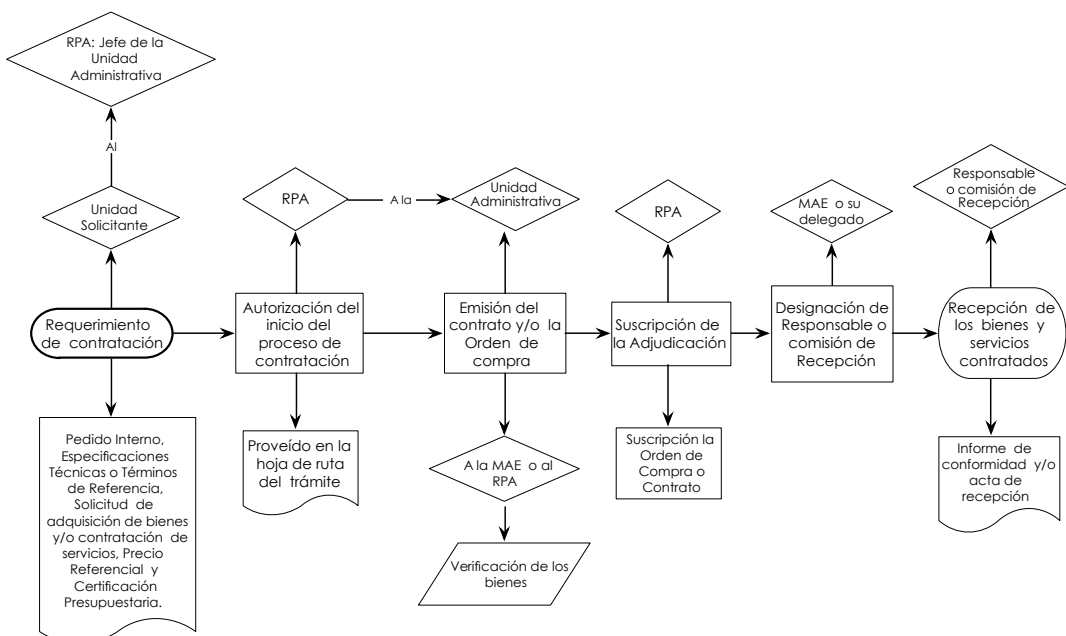 RPA: Jefe de la
Unidad
Administrativa
Al
Unidad
Solicitante
RPA
A la
Unidad
Administrativa
RPA
MAE o su
delegado
Responsable
o comisión de
Recepción
Requerimiento
de contratación
Autorización del
inicio del
proceso de
contratación
Emisión del
contrato y/o la
Orden de
compra
Suscripción de
la Adjudicación
Designación de
Responsable o
comisión de
Recepción
Recepción de
los bienes y
servicios
contratados
Pedido Interno,
Especificaciones
Técnicas o Términos
de Referencia,
Solicitud de
adquisición de bienes
y/o contratación de
servicios, Precio
Referencial y
Certificación
Presupuestaria.
Proveído en la
hoja de ruta
del trámite
A la MAE o al
RPA
Verificación de los
bienes
Suscripción la
Orden de
Compra o
Contrato
Informe de
conformidad y/o
acta de
recepción